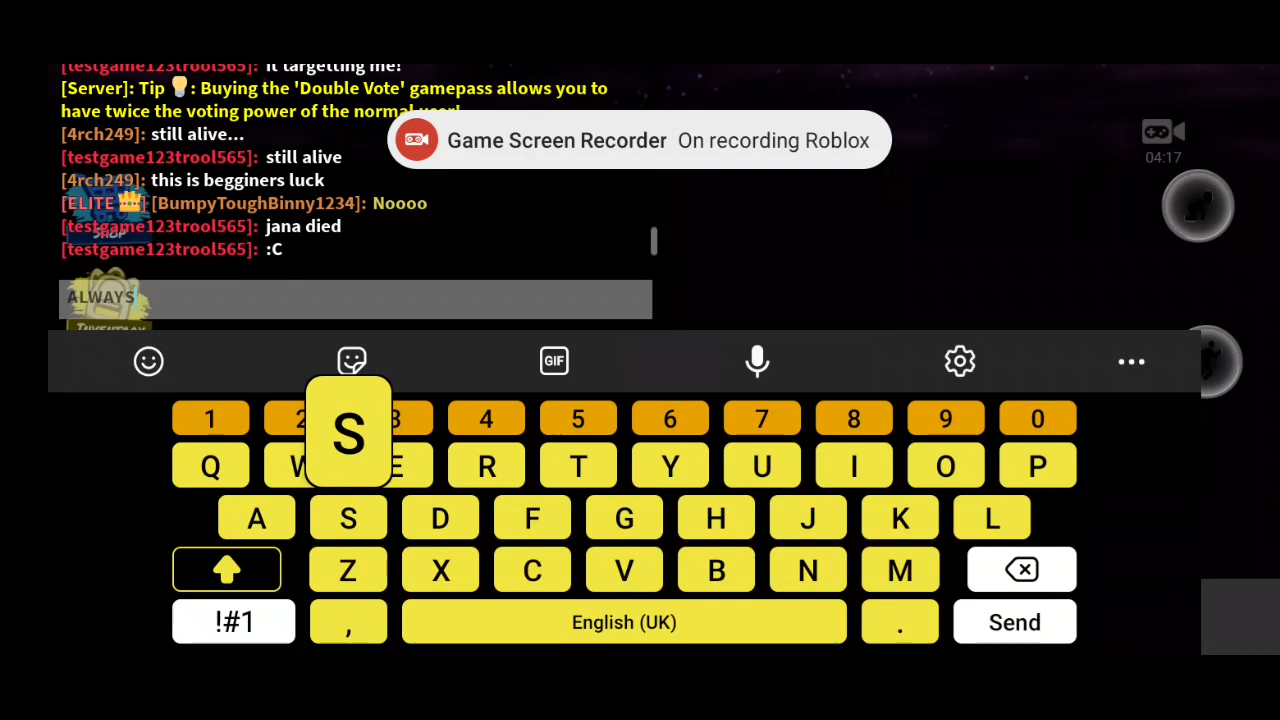 [testgame123trool565]: it targetting me!
[Server]: Tip 💡: Buying the 'Double Vote' gamepass allows you to
have twice the voting power of the normal user!
[4rch249]: still alive...
[testgame123trool565]: still alive
[4rch249]: this is begginers luck
[ELITE👑] [BumpyToughBinny1234]: Noooo
[testgame123trool565]: jana died
[testgame123trool565]: :C
Game Screen Recorder On recording Roblox
04:17
SHOP
ALWAYS
INVENTORY
GIF
S
1 2 3 4 5 6 7 8 9 0
Q W E R T Y U I O P
A S D F G H J K L
Z X C V B N M
!#1 , English (UK) . Send